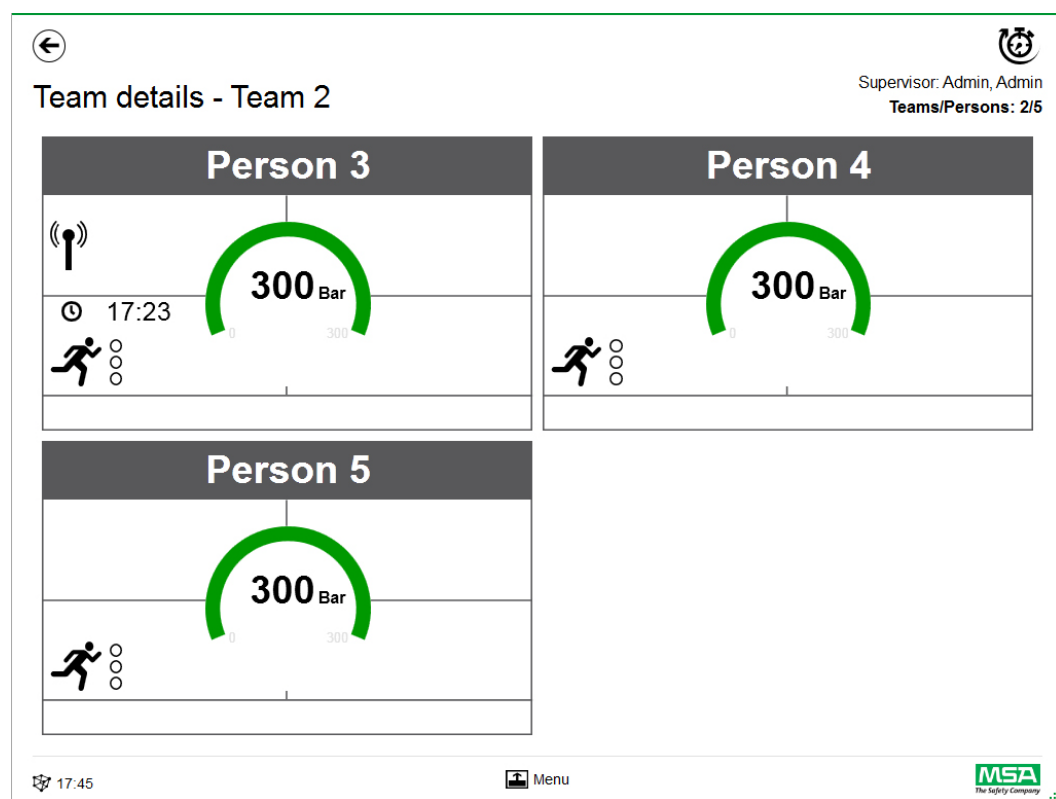 Supervisor: Admin, Admin
Team details - Team 2
Teams/Persons: 2/5
Person 3
Person 4
300 Bar
300 Bar
17:23
0 300
0 300
Person 5
300 Bar
0 300
17:45
Menu
MSA
The Safety Company